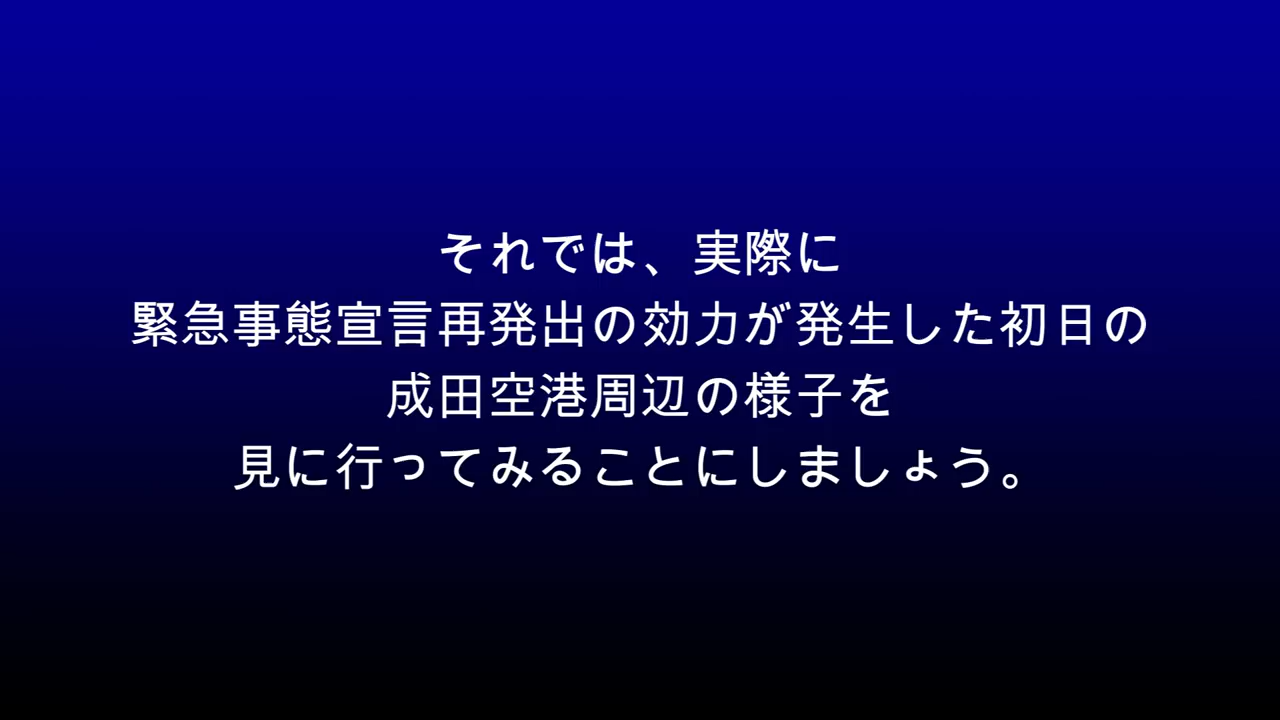 それでは、実際に
緊急事態宣言再発出の効力が発生した初日の
成田空港周辺の様子を
見に行ってみることにしましょう。